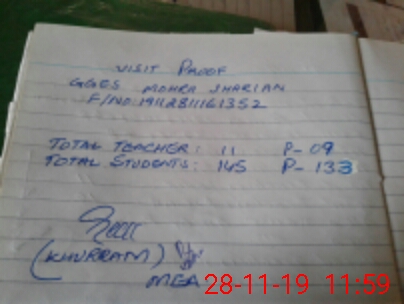 VISIT PROOF
GGES MOHRA JHARIAN
F/NO. 19112811161352
TOTAL TEACHER: 11 P- 09
TOTAL STUDENTS: 145 P- 133
(KHURRAM)
MEA
28-11-19 11:59